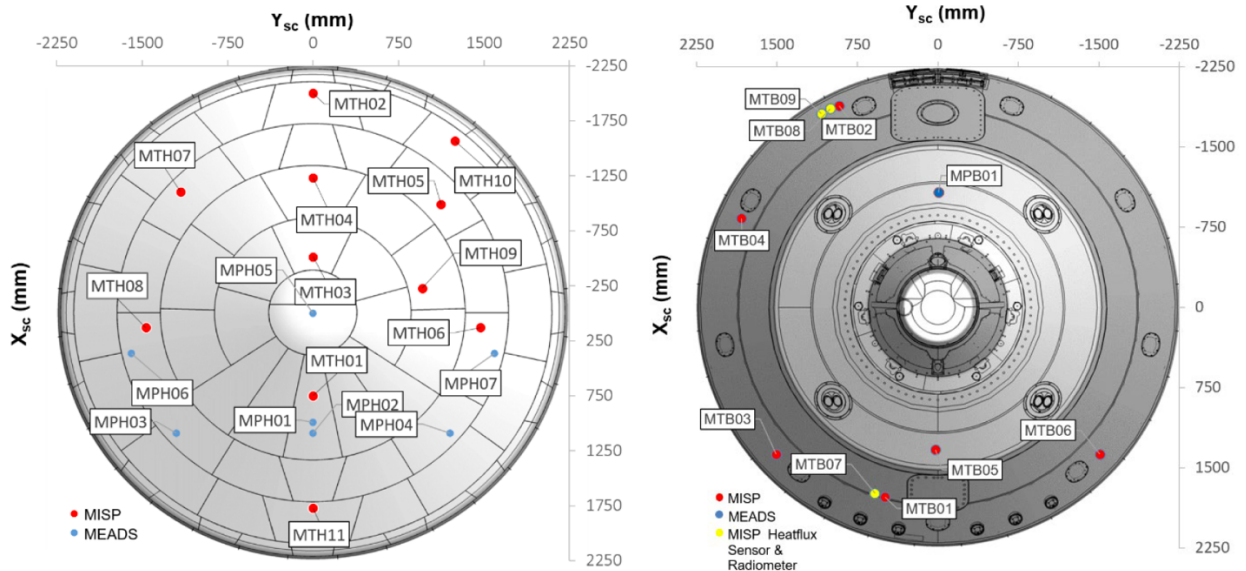 Ysc (mm)
-2250 -1500 -750 0 750 1500 2250
-2250
-1750
-1250
-750
-250
250
750
1250
1750
2250
Xsc (mm)
MTH02
MTH07
MTH05
MTH10
MTH04
MPH05
MTH09
MTH03
MTH08
MTH06
MTH01
MPH07
MPH06
MPH02
MPH01
MPH03
MPH04
MTH11
MISP
MEADS
Ysc (mm)
2250 1500 750 0 -750 -1500 -2250
-2250
-1500
-750
0
750
1500
2250
Xsc (mm)
MTB09
MTB08
MTB02
MPB01
MTB04
MTB03
MTB06
MTB07
MTB05
MTB01
MISP
MEADS
MISP Heatflux
Sensor &
Radiometer